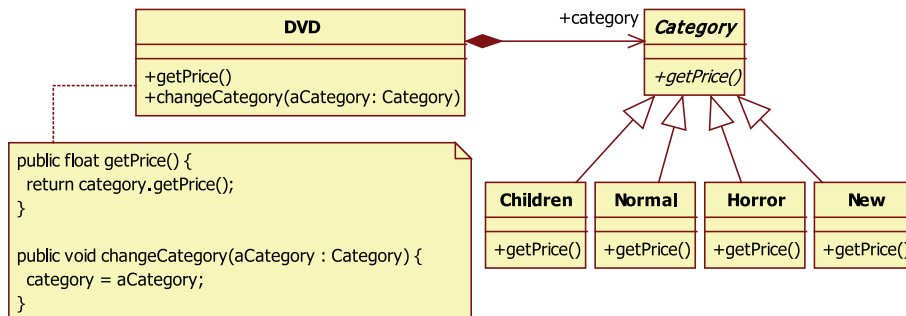 DVD
+getPrice()
+changeCategory(aCategory: Category)
+category
Category
+getPrice()
public float getPrice() {
return category.getPrice();
}
public void changeCategory(aCategory : Category) {
category = aCategory;
}
Children
+getPrice()
Normal
+getPrice()
Horror
+getPrice()
New
+getPrice()